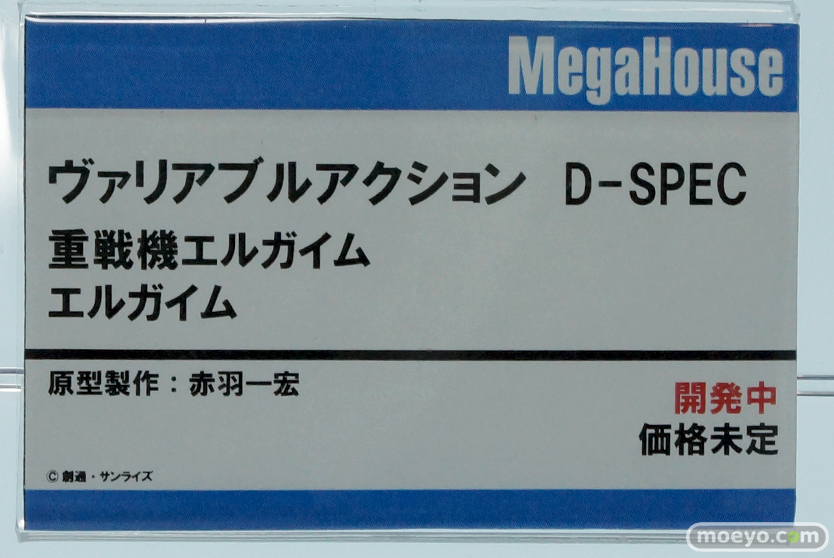 MegaHouse
ヴァリアブルアクション D-SPEC
重戦機エルガイム
エルガイム
原型製作：赤羽一宏
開発中
価格未定
© 創通・サンライズ
moeyo.com